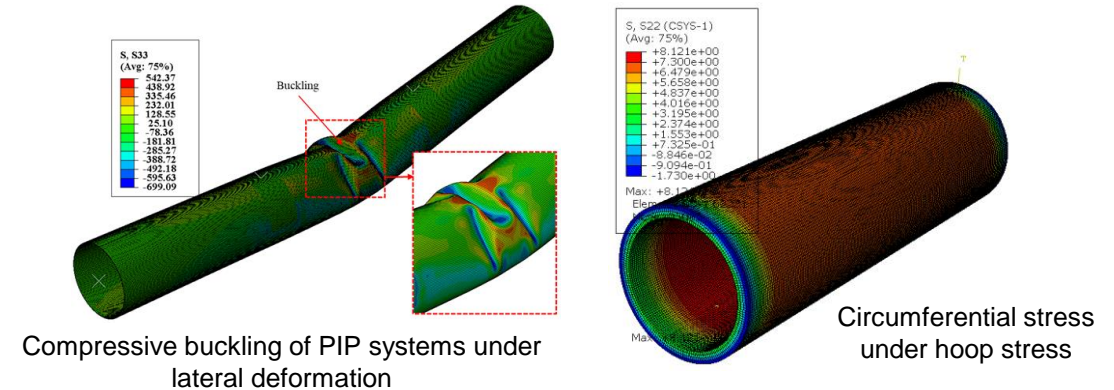 S, S33
(Avg: 75%)
542.37
438.92
335.46
232.01
128.55
25.10
-78.36
-181.81
-285.27
-388.72
-492.18
-595.63
-699.09
Buckling
Compressive buckling of PIP systems under
lateral deformation
S, S22 (CSYS-1)
(Avg: 75%)
+8.121e+00
+7.300e+00
+6.479e+00
+5.658e+00
+4.837e+00
+4.016e+00
+3.195e+00
+2.374e+00
+1.553e+00
+7.325e-01
-8.846e-02
-9.094e-01
-1.730e+00
Max: +8.12
T
Circumferential stress
under hoop stress